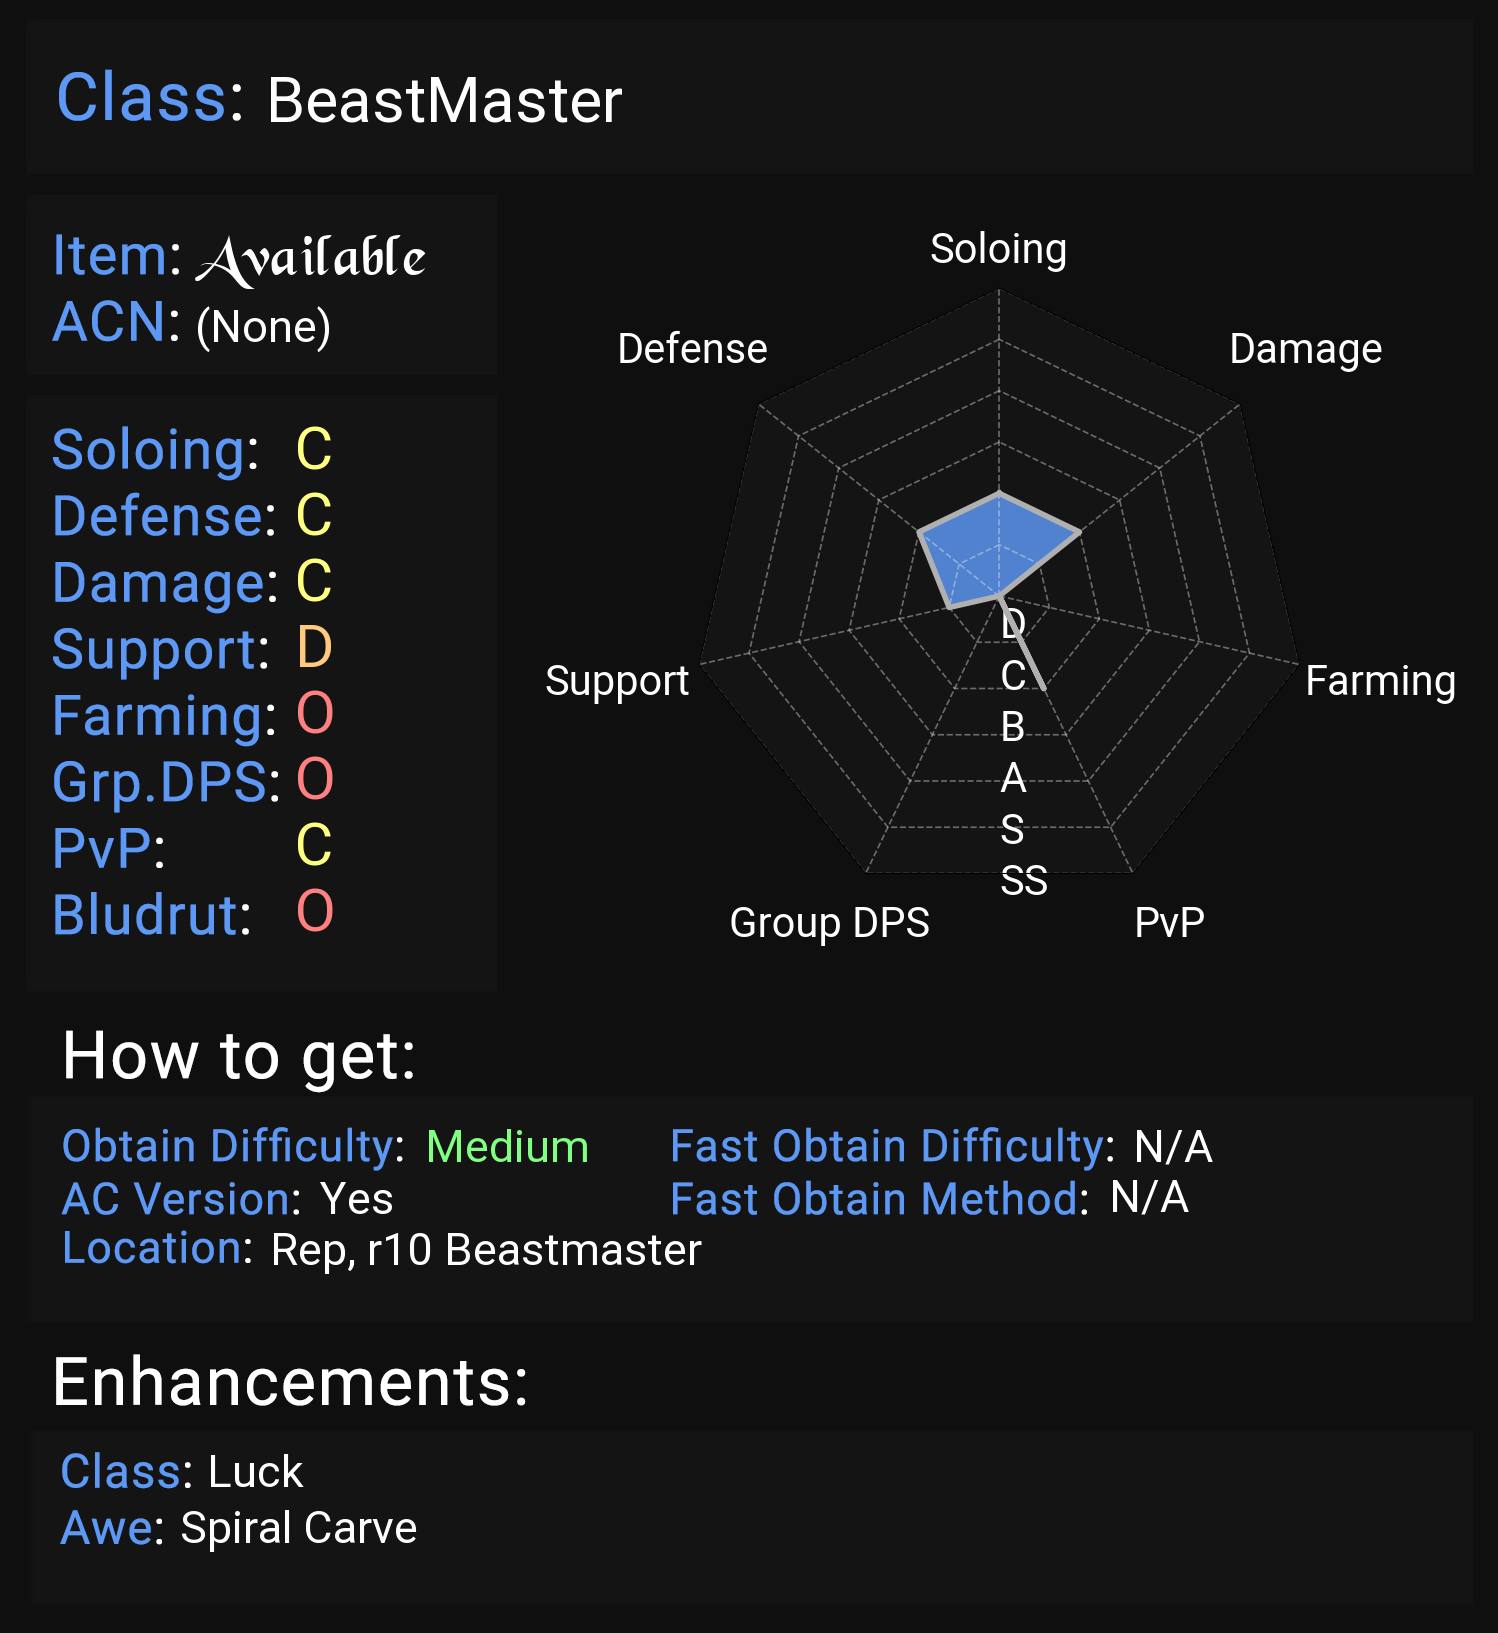 Class: BeastMaster
Item: Available
ACN: (None)
Soloing: C
Defense: C
Damage: C
Support: D
Farming: O
Grp.DPS: O
PvP: C
Bludrut: O
Soloing
Defense
Damage
Support
Farming
D
C
B
A
S
SS
Group DPS
PvP
How to get:
Obtain Difficulty: Medium
Fast Obtain Difficulty: N/A
AC Version: Yes
Fast Obtain Method: N/A
Location: Rep, r10 Beastmaster
Enhancements:
Class: Luck
Awe: Spiral Carve